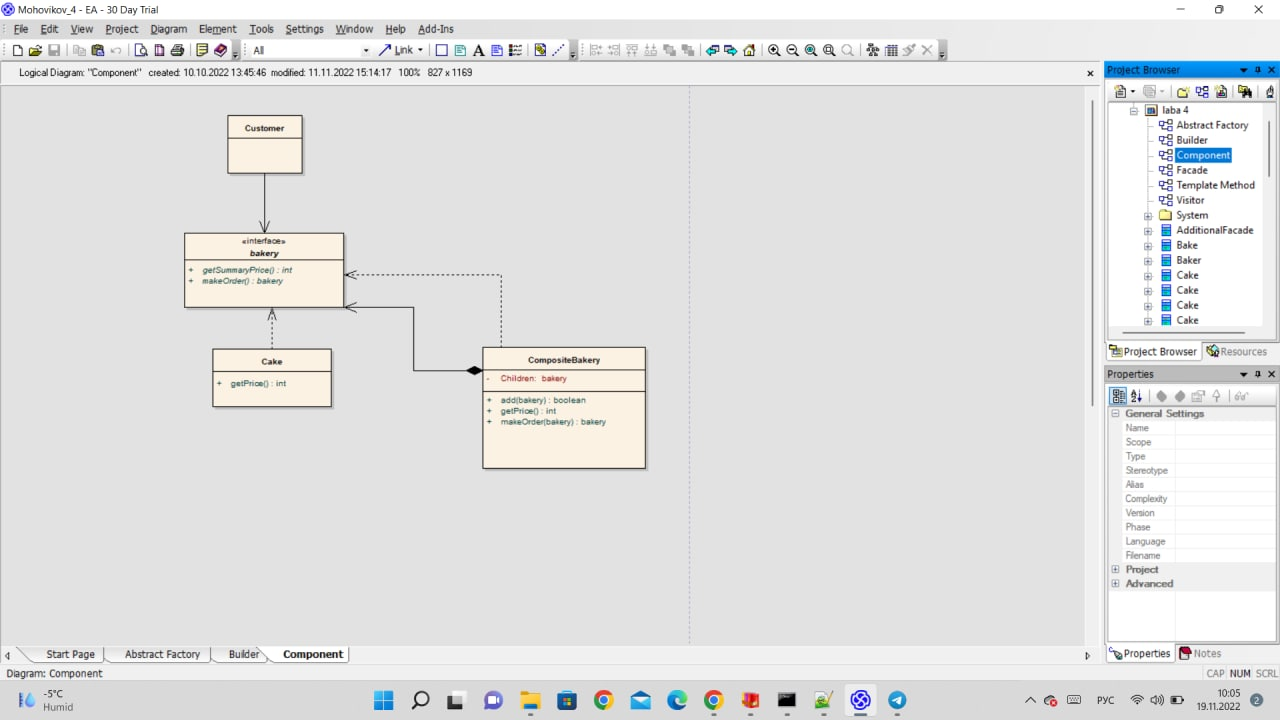 Mohovikov_4 - EA - 30 Day Trial
File Edit View Project Diagram Element Tools Settings Window Help Add-Ins
All
Link
A
Logical Diagram: "Component" created: 10.10.2022 13:45:46 modified: 11.11.2022 15:14:17 100% 827 x 1169
Customer
«interface»
bakery
+ getSummaryPrice() : int
+ makeOrder() : bakery
Cake
+ getPrice() : int
CompositeBakery
- Children: bakery
+ add(bakery) : boolean
+ getPrice() : int
+ makeOrder(bakery) : bakery
Project Browser
laba 4
Abstract Factory
Builder
Component
Facade
Template Method
Visitor
System
AdditionalFacade
Bake
Baker
Cake
Cake
Cake
Cake
Project Browser Resources
Properties
General Settings
Name
Scope
Type
Stereotype
Alias
Complexity
Version
Phase
Language
Filename
Project
Advanced
Properties Notes
Start Page Abstract Factory Builder Component
Diagram: Component
CAP NUM SCRL
-5°C
Humid
РУС
10:05
19.11.2022
2